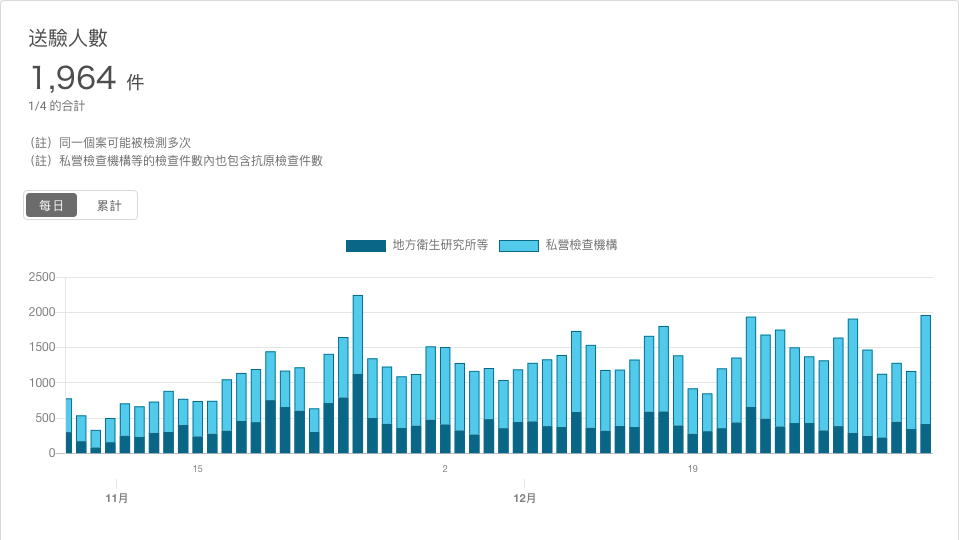 送驗人數
1,964 件
1/4 的合計
（註）同一個案可能被檢測多次
（註）私營檢查機構等的檢查件數內也包含抗原檢查件數
每日 累計
地方衛生研究所等 私營檢查機構
2500
2000
1500
1000
500
0
15 2 19
11月 12月